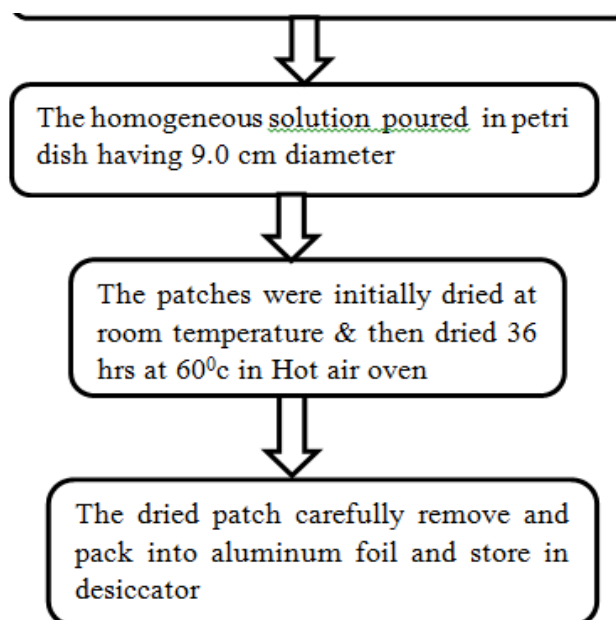 The homogeneous solution poured in petri
dish having 9.0 cm diameter
The patches were initially dried at
room temperature & then dried 36
hrs at 60⁰c in Hot air oven
The dried patch carefully remove and
pack into aluminum foil and store in
desiccator